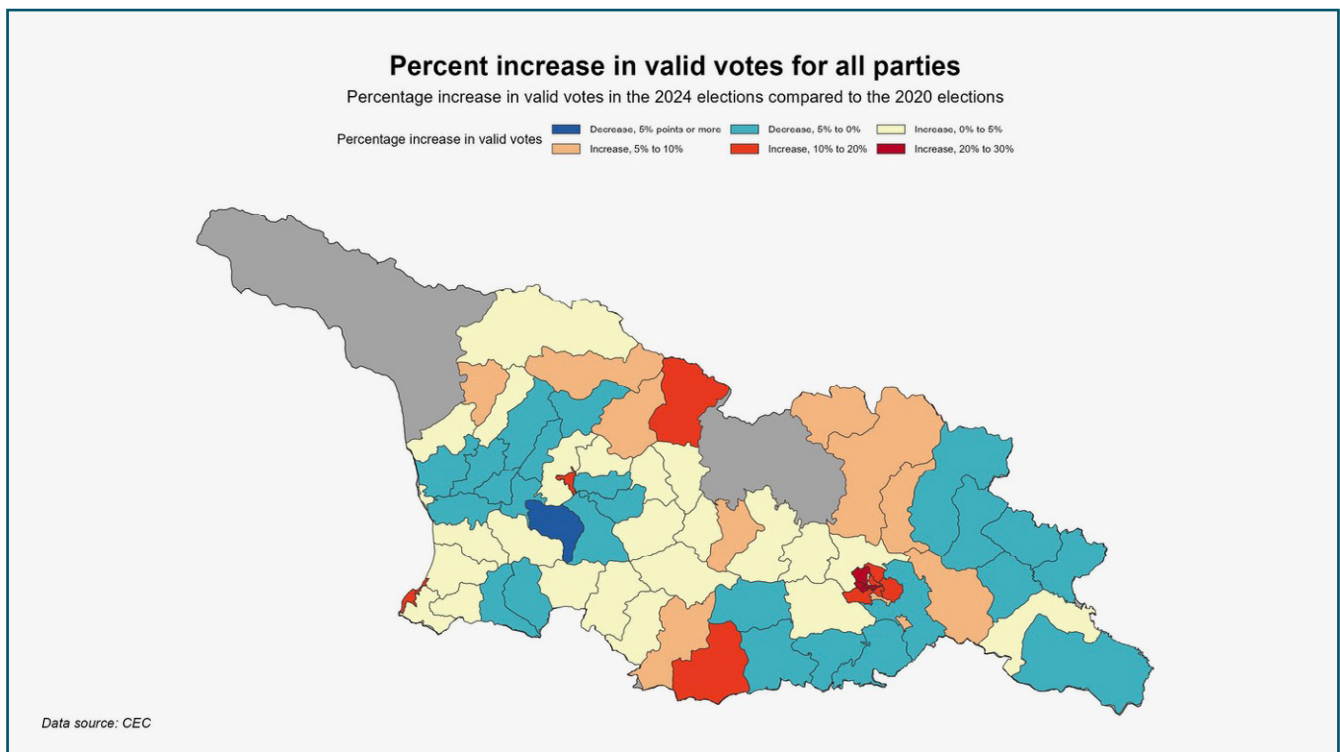 Percent increase in valid votes for all parties
Percentage increase in valid votes in the 2024 elections compared to the 2020 elections
Percentage increase in valid votes
Decrease, 5% points or more
Decrease, 5% to 0%
Increase, 0% to 5%
Increase, 5% to 10%
Increase, 10% to 20%
Increase, 20% to 30%
Data source: CEC